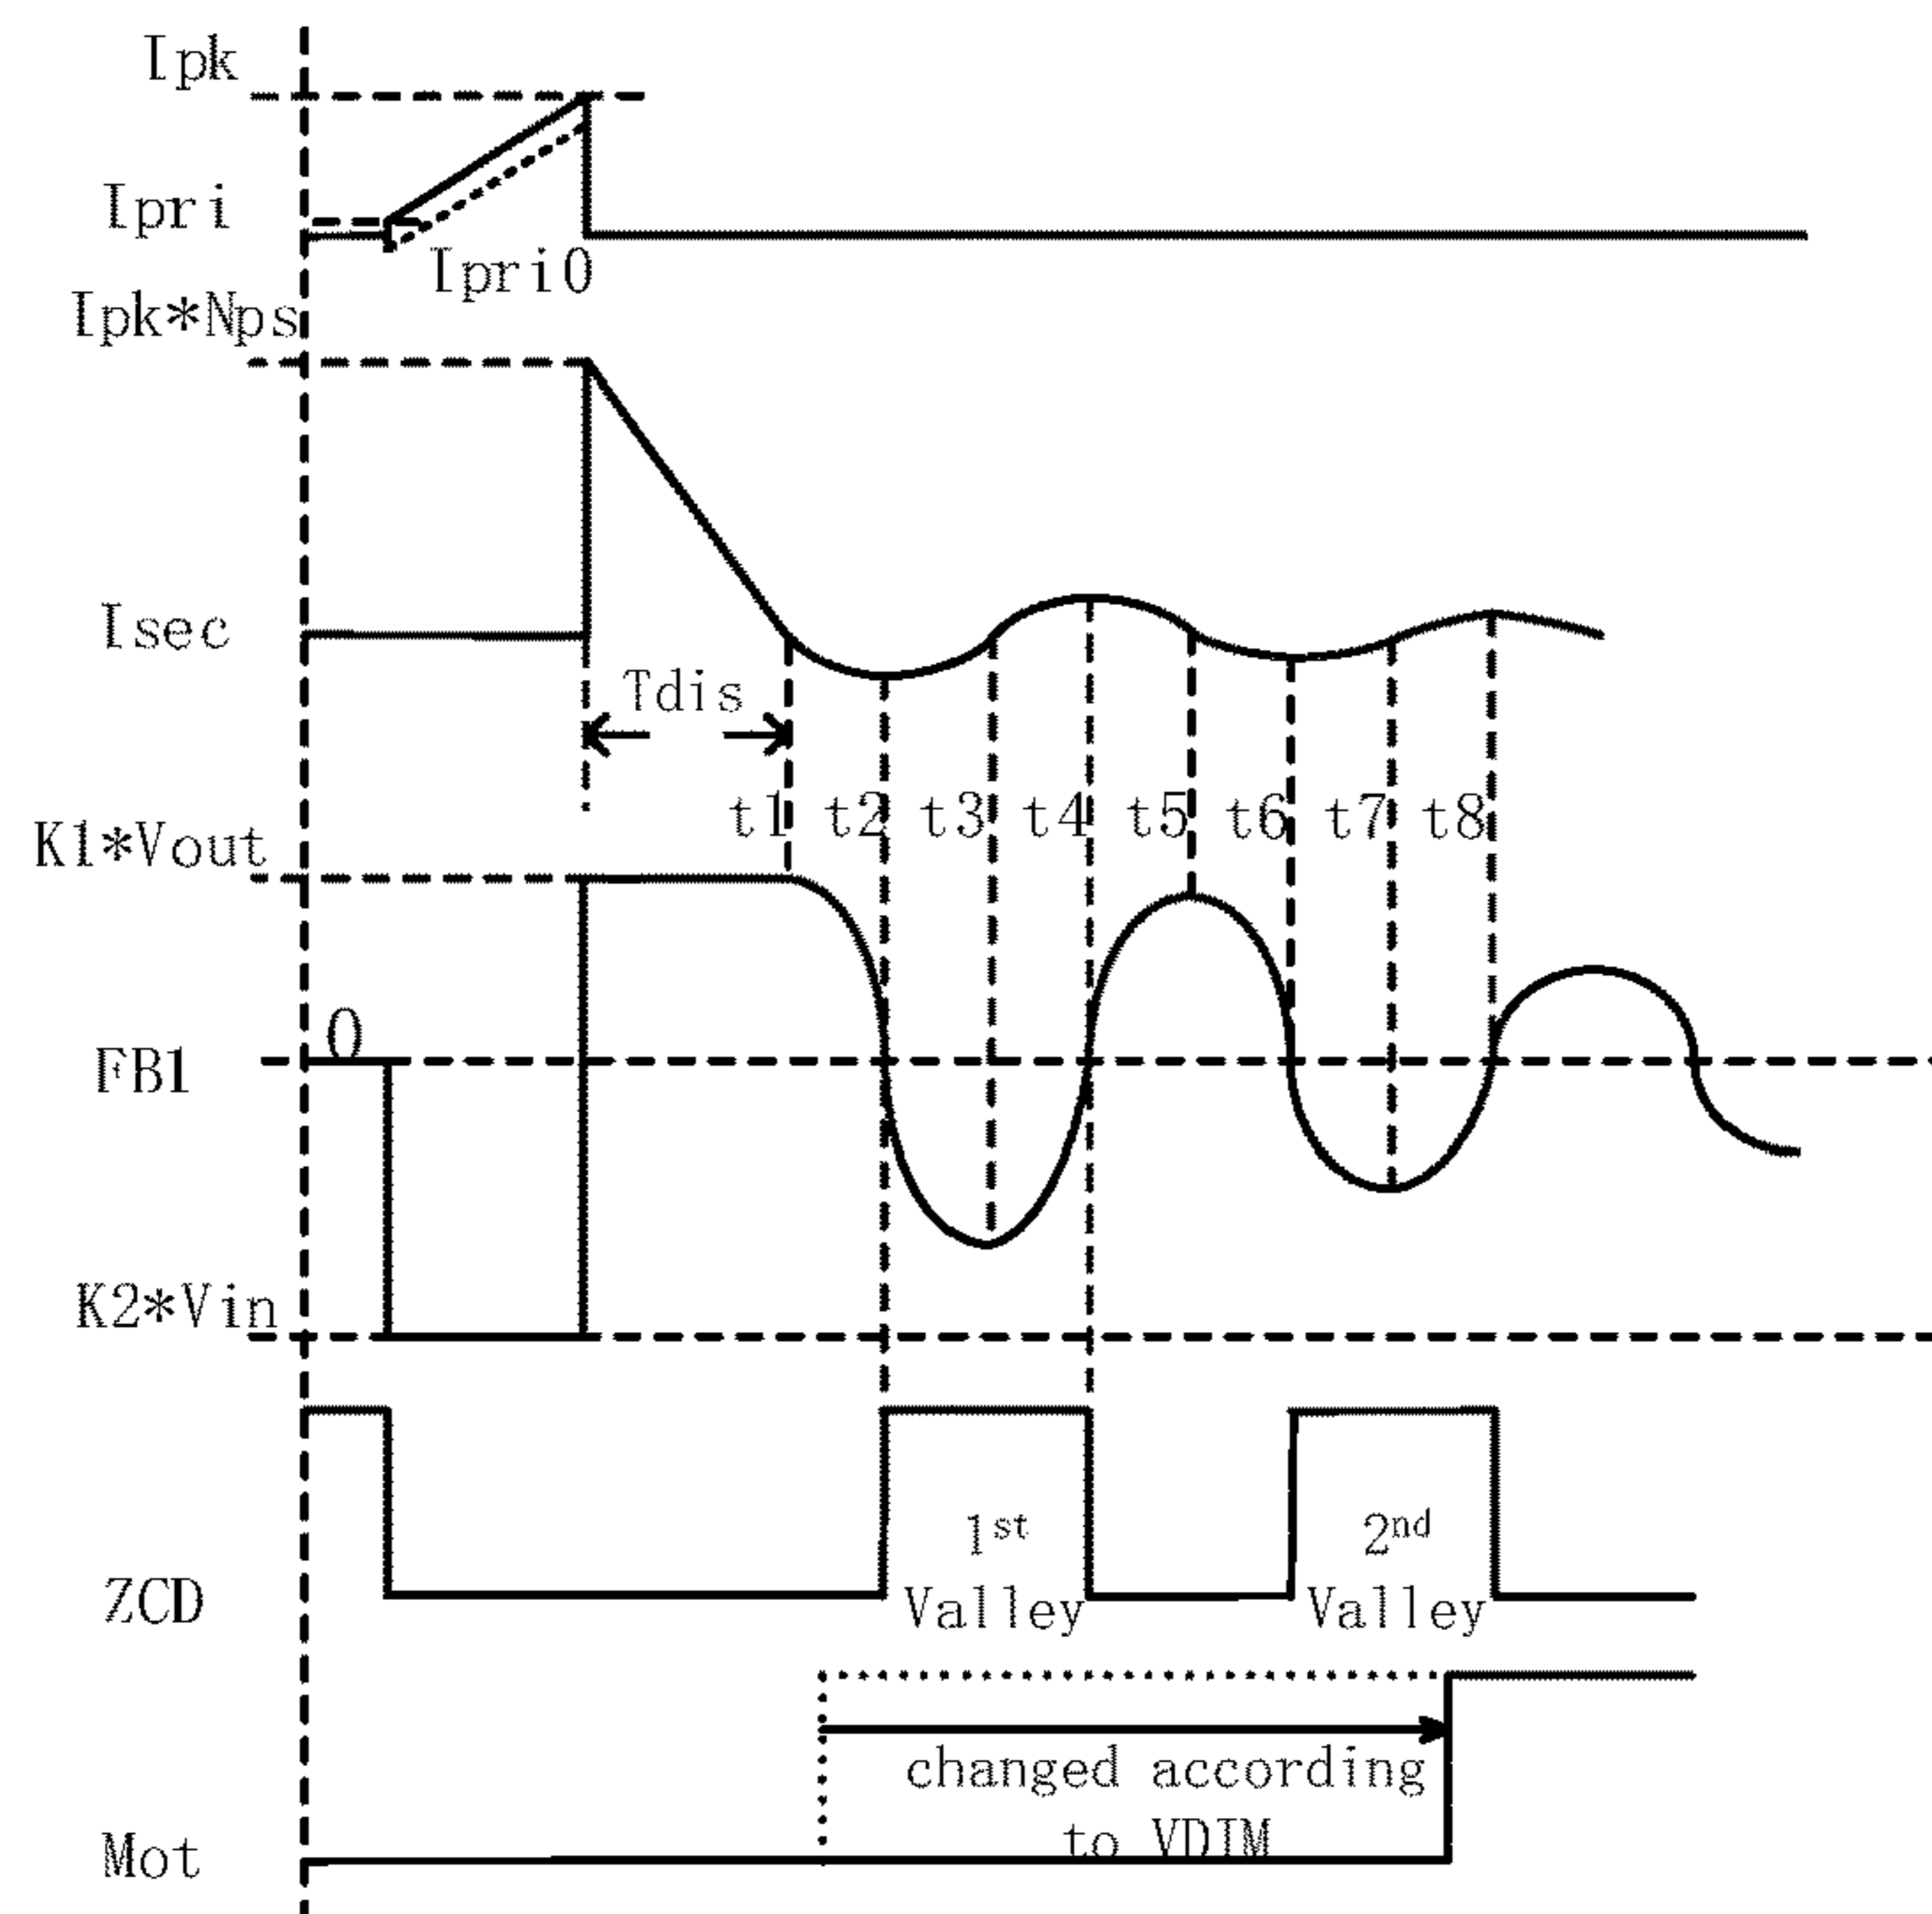 Ipk
Ipri
Ipri0
Ipk*Nps
Isec
Tdis
t1 t2 t3 t4 t5 t6 t7 t8
K1*Vout
0
FB1
K2*Vin
1st
Valley
2nd
Valley
ZCD
changed according
to VDIM
Mot